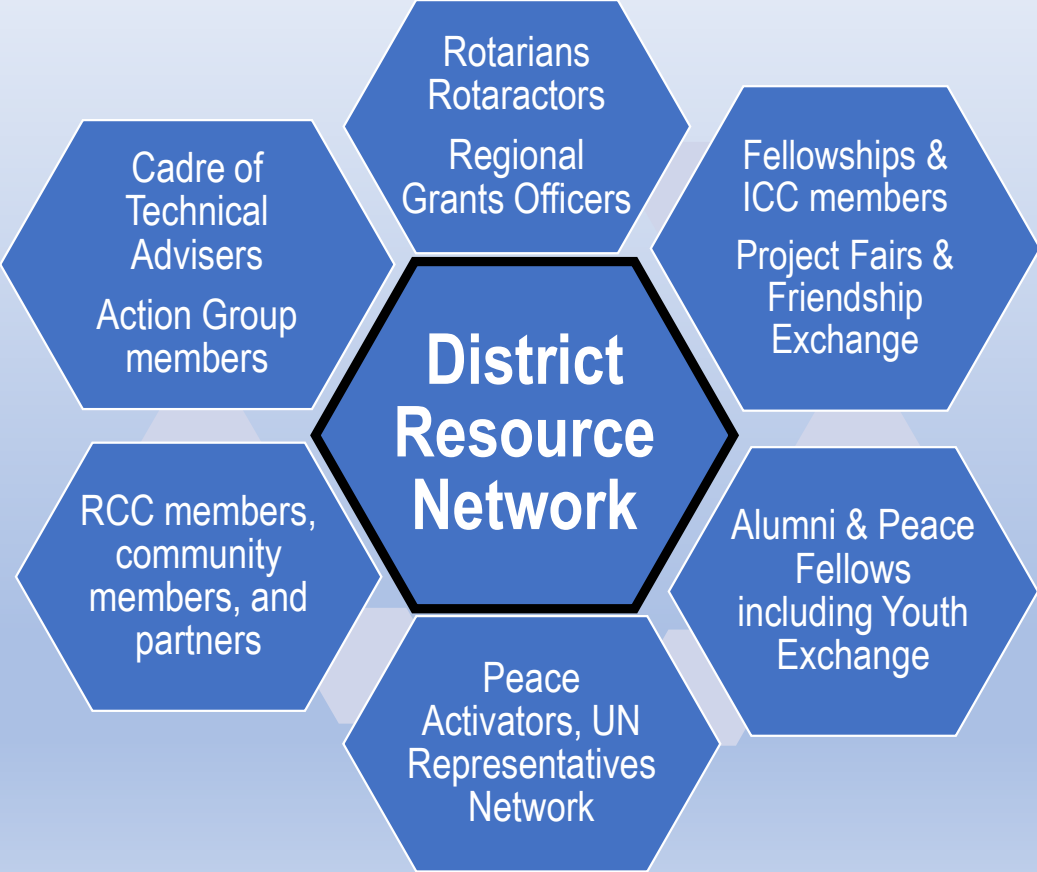 Rotarians
Rotaractors
Regional
Grants Officers
Fellowships &
ICC members
Project Fairs &
Friendship
Exchange
Cadre of
Technical
Advisers
Action Group
members
District
Resource
Network
RCC members,
community
members, and
partners
Alumni & Peace
Fellows
including Youth
Exchange
Peace
Activators, UN
Representatives
Network